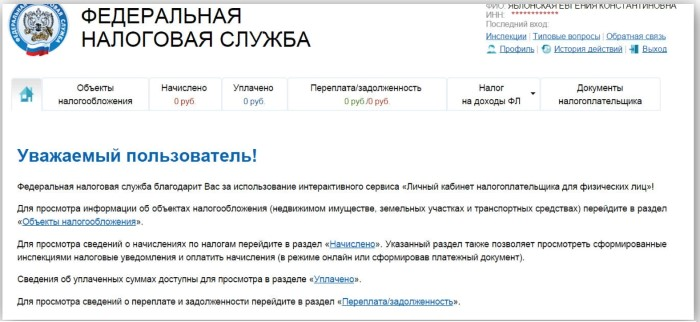 ФЕДЕРАЛЬНАЯ
НАЛОГОВАЯ СЛУЖБА
ФИО: ЯБЛОНСКАЯ ЕВГЕНИЯ КОНСТАНТИНОВНА
ИНН: ************
Последний вход:
Инспекции | Типовые вопросы | Обратная связь
Профиль | История действий | Выход
Объекты налогообложения
Начислено 0 руб.
Уплачено 0 руб.
Переплата/задолженность 0 руб./0 руб.
Налог на доходы ФЛ
Документы налогоплательщика
Уважаемый пользователь!
Федеральная налоговая служба благодарит Вас за использование интерактивного сервиса «Личный кабинет налогоплательщика для физических лиц»!
Для просмотра информации об объектах налогообложения (недвижимом имуществе, земельных участках и транспортных средствах) перейдите в раздел
«Объекты налогообложения».
Для просмотра сведений о начислениях по налогам перейдите в раздел «Начислено». Указанный раздел также позволяет просмотреть сформированные
инспекциями налоговые уведомления и оплатить начисления (в режиме онлайн или сформировав платежный документ).
Сведения об уплаченных суммах доступны для просмотра в разделе «Уплачено».
Для просмотра сведений о переплате и задолженности перейдите в раздел «Переплата/задолженность».